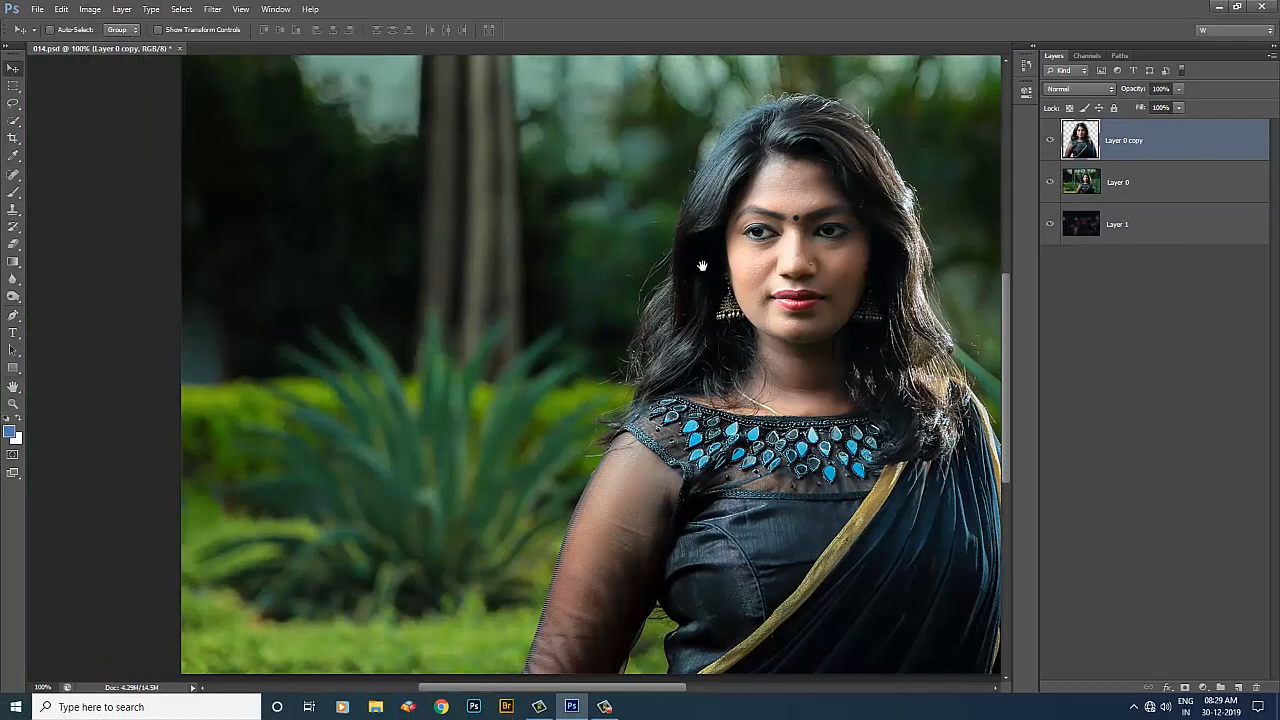 Ps File Edit Image Layer Type Select Filter View Window Help
Auto-Select: Group Show Transform Controls W
014.psd @ 100% (Layer 0 copy, RGB/8) * ×
Layers Channels Paths
Kind
Normal Opacity: 100%
Lock: Fill: 100%
Layer 0 copy
Layer 0
Layer 1
100% Doc: 4.29M/14.5M
Type here to search
Ps Br Ps
ENG 08:29 AM
IN 30-12-2019